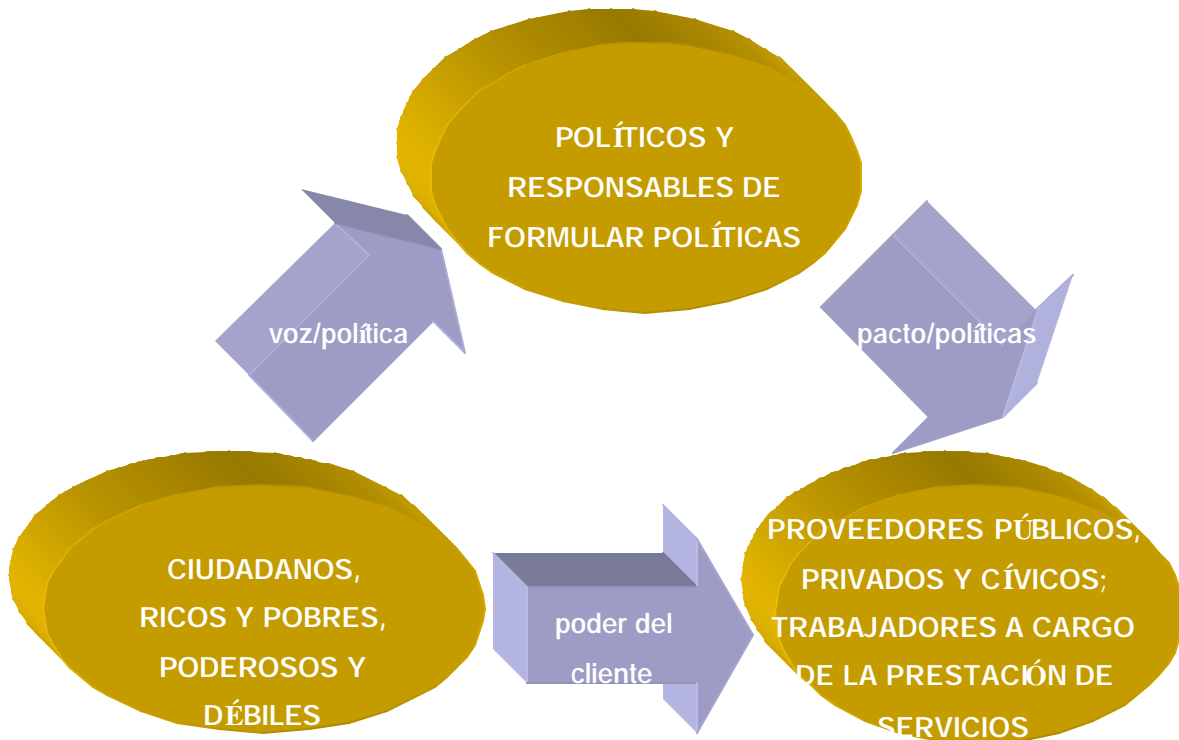 POLÍTICOS Y
RESPONSABLES DE
FORMULAR POLÍTICAS
voz/política
pacto/políticas
CIUDADANOS,
RICOS Y POBRES,
PODEROSOS Y
DÉBILES
poder del
cliente
PROVEEDORES PÚBLICOS,
PRIVADOS Y CÍVICOS;
TRABAJADORES A CARGO
DE LA PRESTACIÓN DE
SERVICIOS